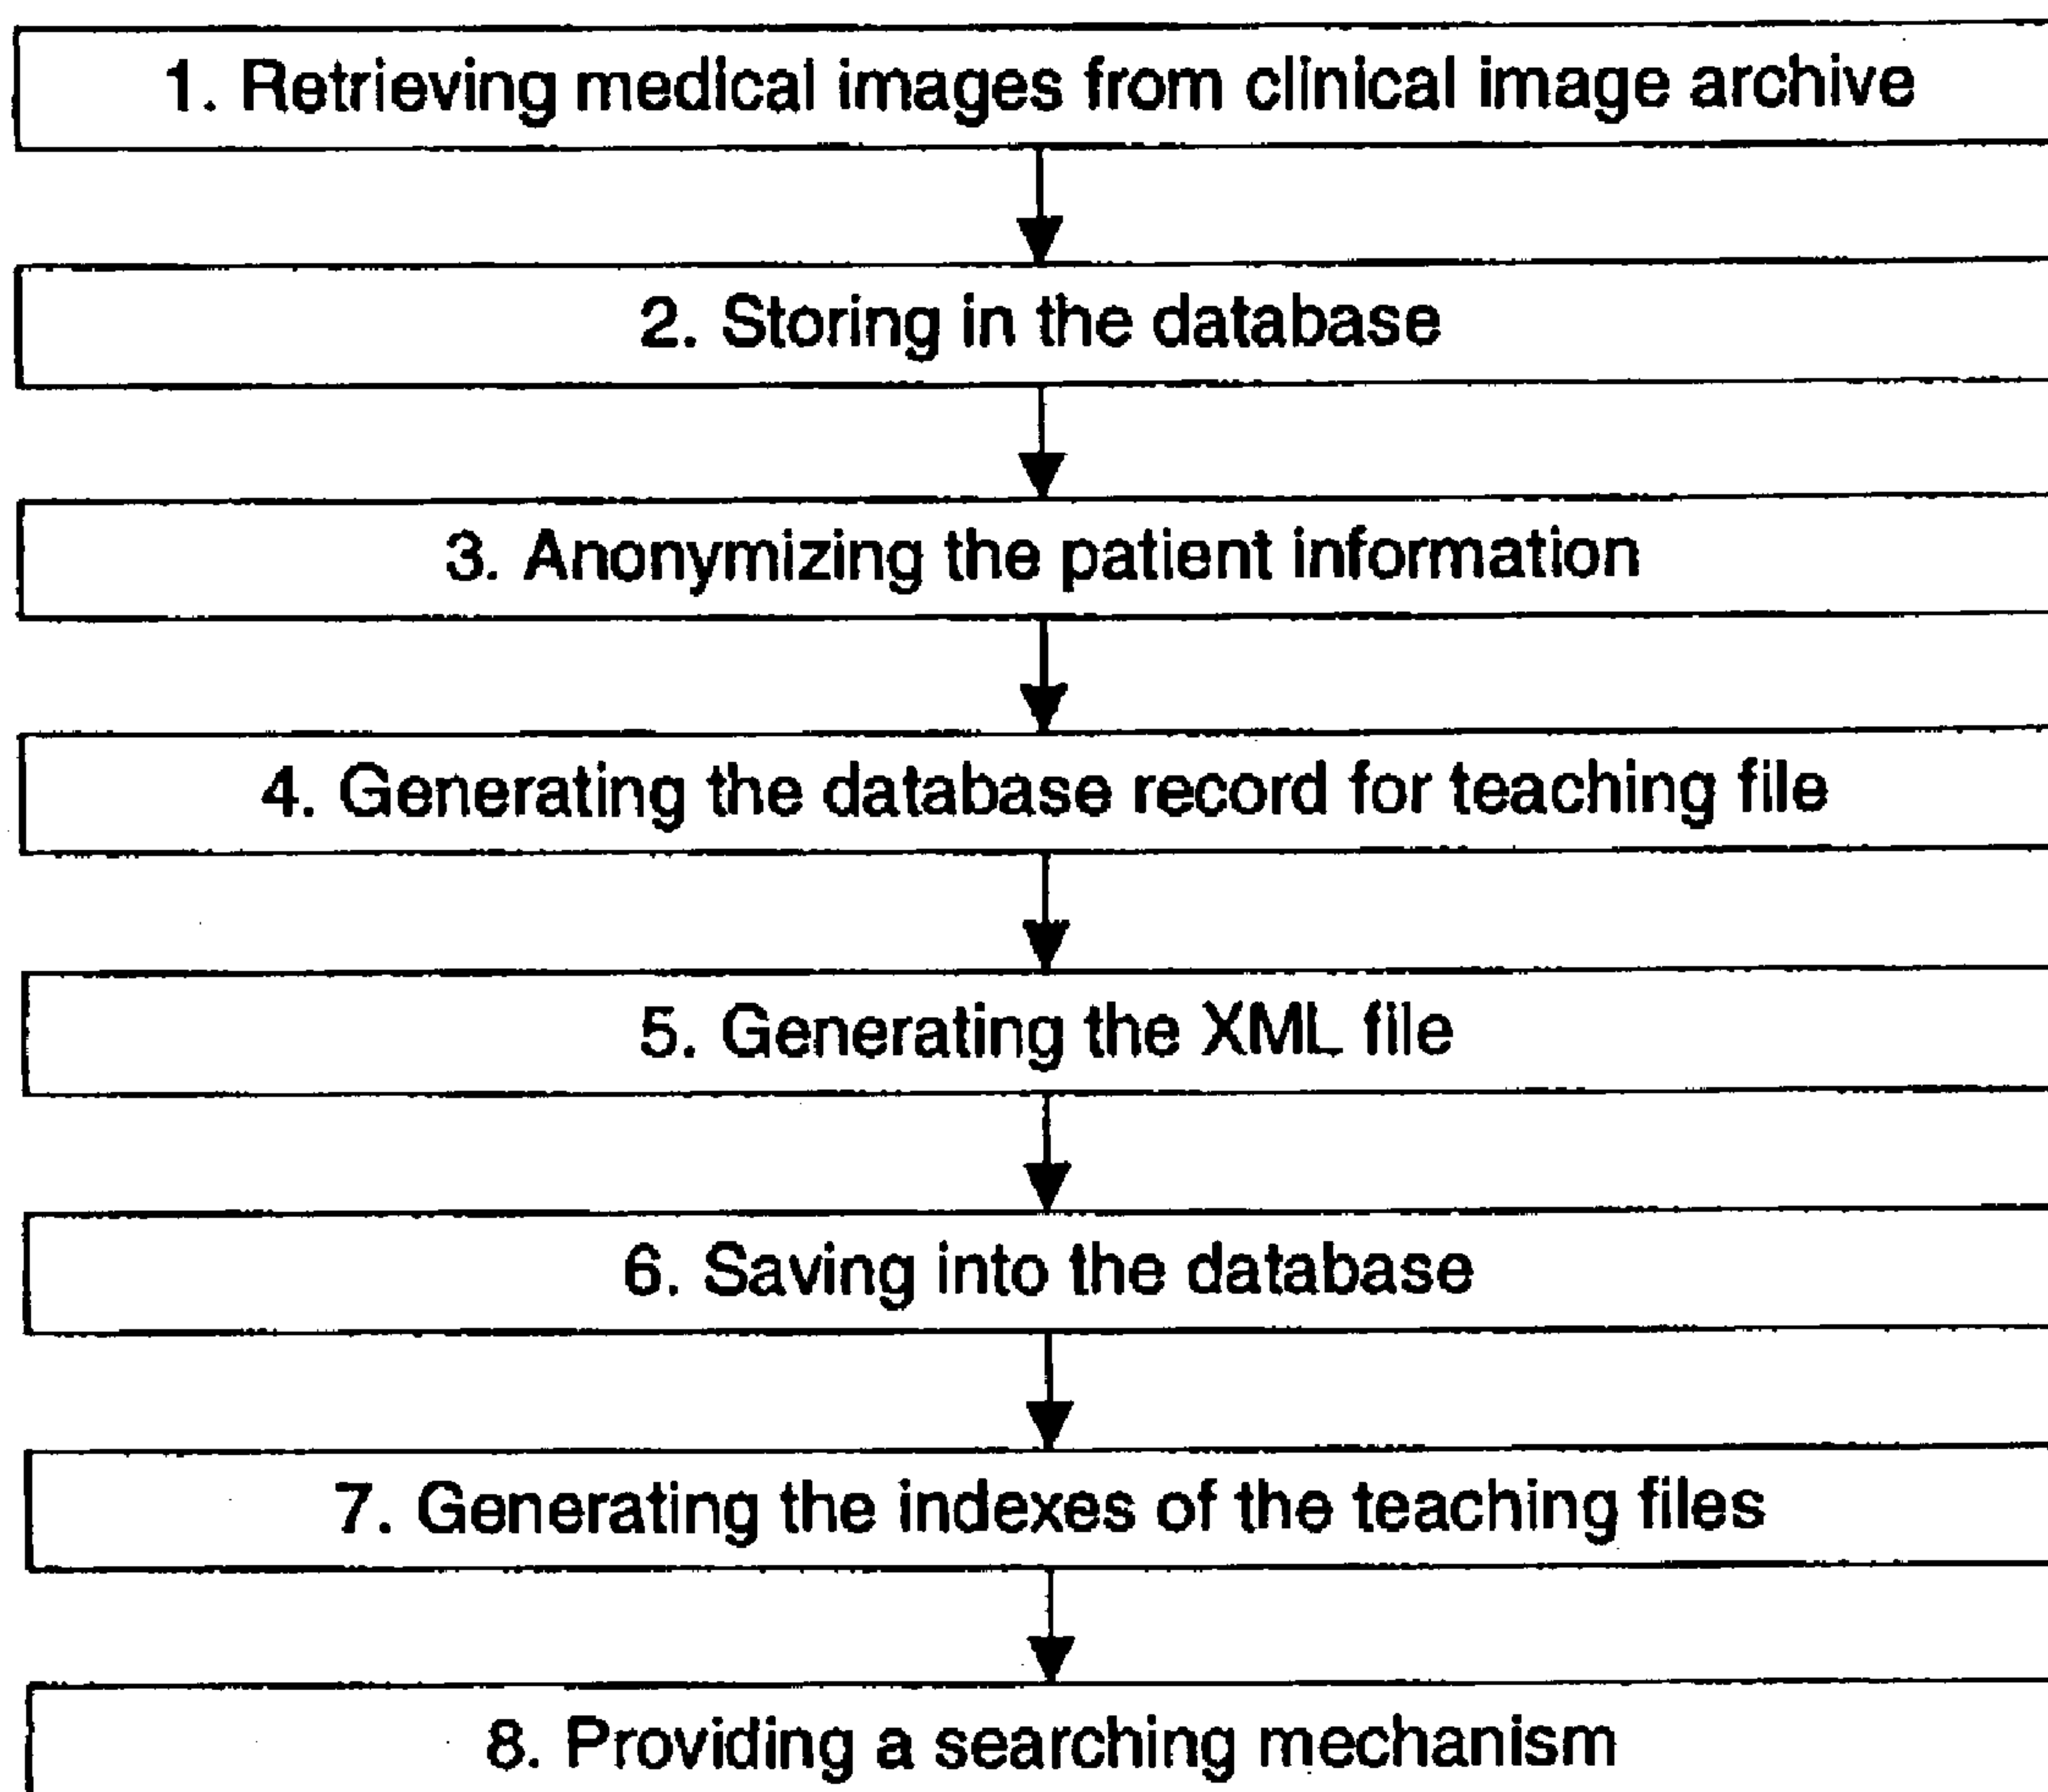 1. Retrieving medical images from clinical image archive
2. Storing in the database
3. Anonymizing the patient information
4. Generating the database record for teaching file
5. Generating the XML file
6. Saving into the database
7. Generating the indexes of the teaching files
8. Providing a searching mechanism